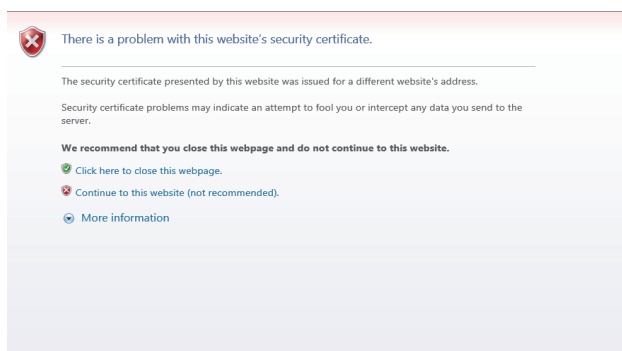 There is a problem with this website's security certificate.
The security certificate presented by this website was issued for a different website's address.
Security certificate problems may indicate an attempt to fool you or intercept any data you send to the
server.
We recommend that you close this webpage and do not continue to this website.
Click here to close this webpage.
Continue to this website (not recommended).
More information